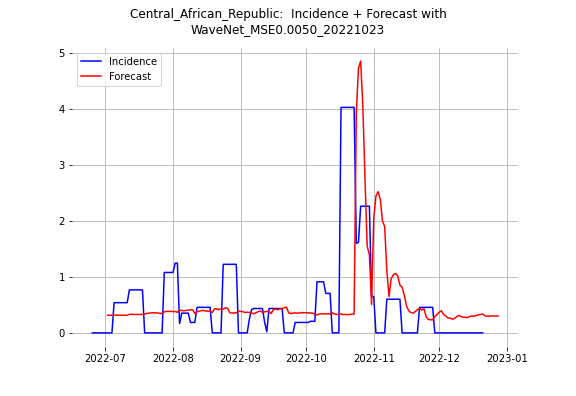 Central_African_Republic:  Incidence + Forecast with
WaveNet_MSE0.0050_20221023
Incidence
Forecast
5
4
3
2
1
0
2022-07 2022-08 2022-09 2022-10 2022-11 2022-12 2023-01